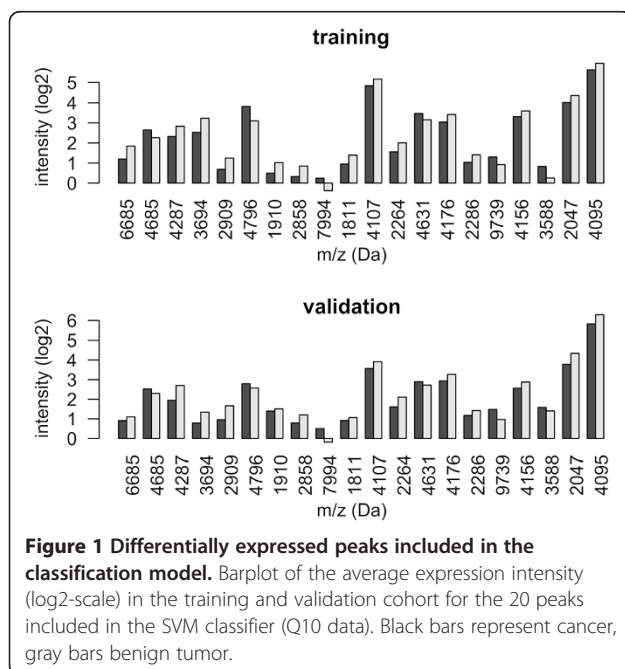 training
intensity (log2)
5
4
3
2
1
0
6685 4685 4287 3694 2909 4796 1910 2858 7994 1811 4107 2264 4631 4176 2286 9739 4156 3588 2047 4095
m/z (Da)
validation
intensity (log2)
6
5
4
3
2
1
0
6685 4685 4287 3694 2909 4796 1910 2858 7994 1811 4107 2264 4631 4176 2286 9739 4156 3588 2047 4095
m/z (Da)
Figure 1 Differentially expressed peaks included in the
classification model. Barplot of the average expression intensity
(log2-scale) in the training and validation cohort for the 20 peaks
included in the SVM classifier (Q10 data). Black bars represent cancer,
gray bars benign tumor.